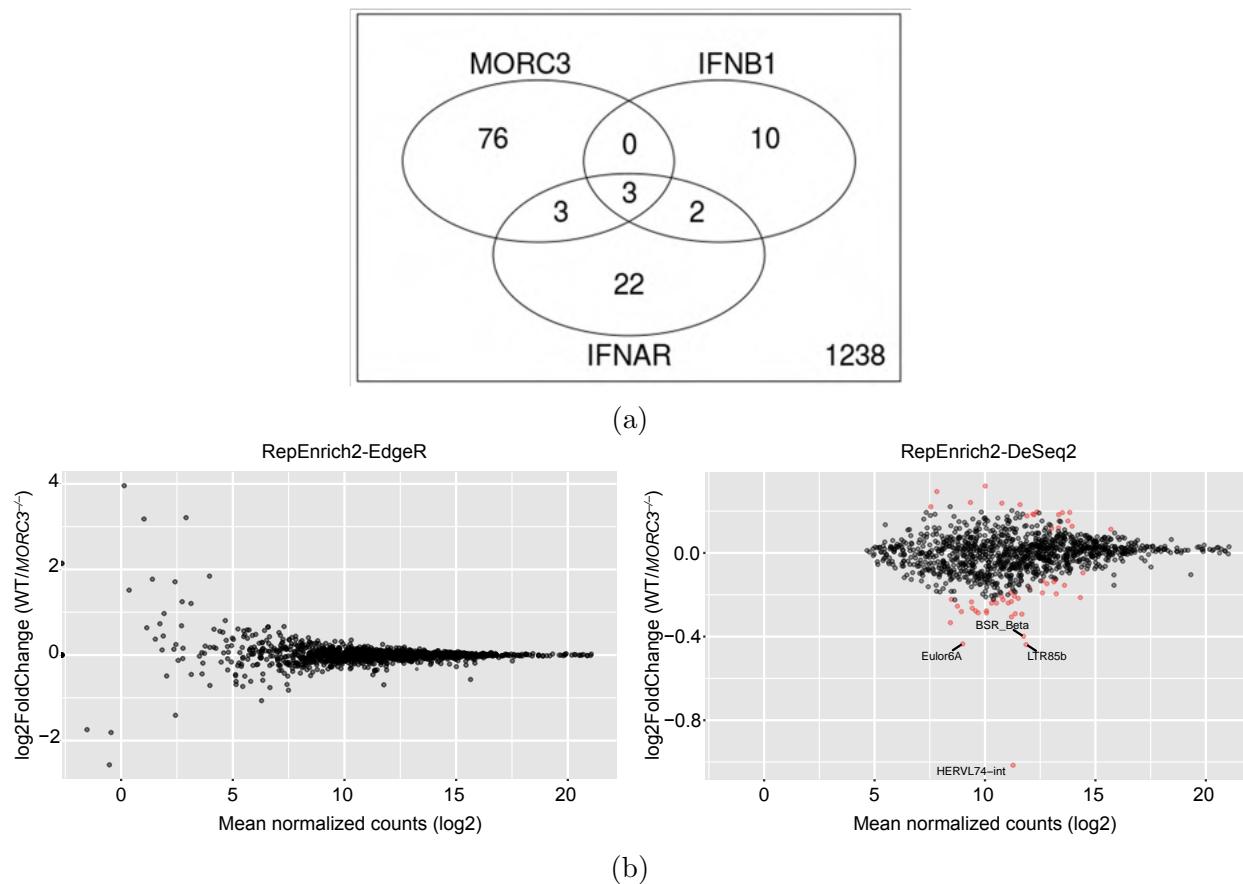 MORC3 IFNB1
76 0 10
3
3 2
22
IFNAR 1238
(a)
RepEnrich2-EdgeR
log2FoldChange (WT/MORC3⁻/⁻)
4
2
0
−2
0 5 10 15 20
Mean normalized counts (log2)
RepEnrich2-DeSeq2
log2FoldChange (WT/MORC3⁻/⁻)
0.0
−0.4
−0.8
BSR_Beta
Eulor6A LTR85b
HERVL74−int
0 5 10 15 20
Mean normalized counts (log2)
(b)